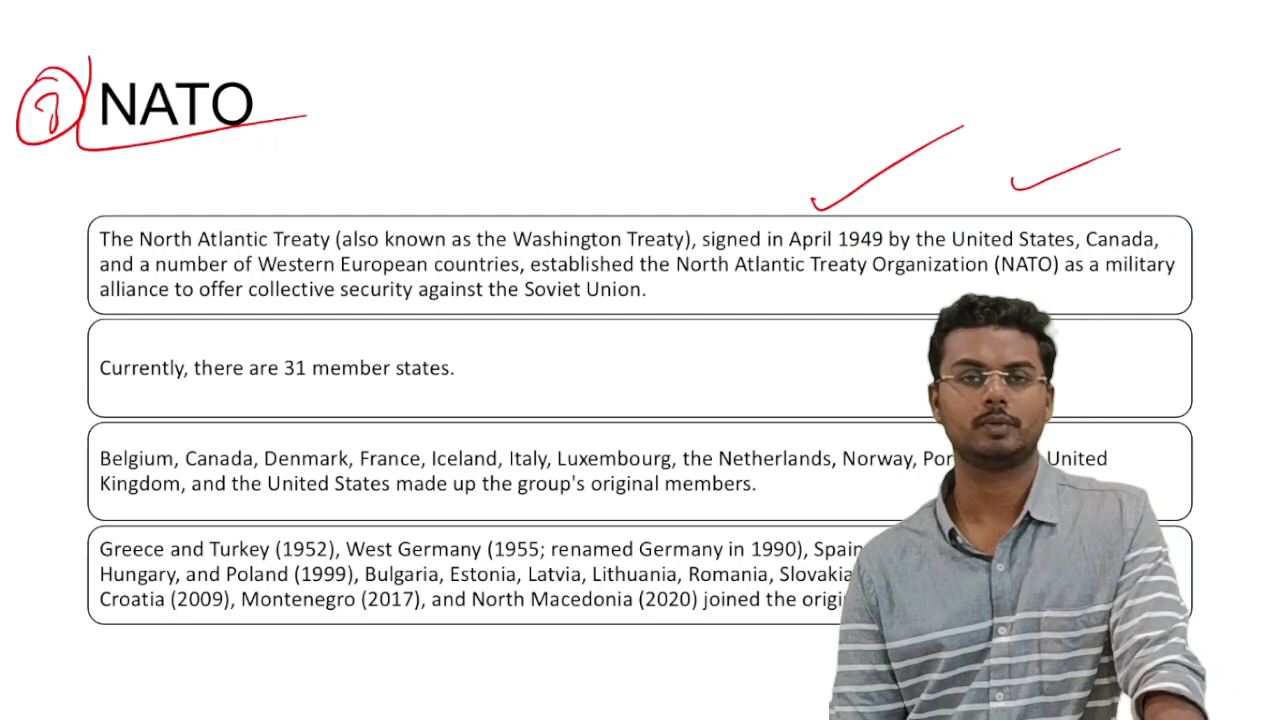 NATO
The North Atlantic Treaty (also known as the Washington Treaty), signed in April 1949 by the United States, Canada,
and a number of Western European countries, established the North Atlantic Treaty Organization (NATO) as a military
alliance to offer collective security against the Soviet Union.
Currently, there are 31 member states.
Belgium, Canada, Denmark, France, Iceland, Italy, Luxembourg, the Netherlands, Norway, United
Kingdom, and the United States made up the group's original members.
Greece and Turkey (1952), West Germany (1955; renamed Germany in 1990), Spain
Hungary, and Poland (1999), Bulgaria, Estonia, Latvia, Lithuania, Romania, Slovakia
Croatia (2009), Montenegro (2017), and North Macedonia (2020) joined the